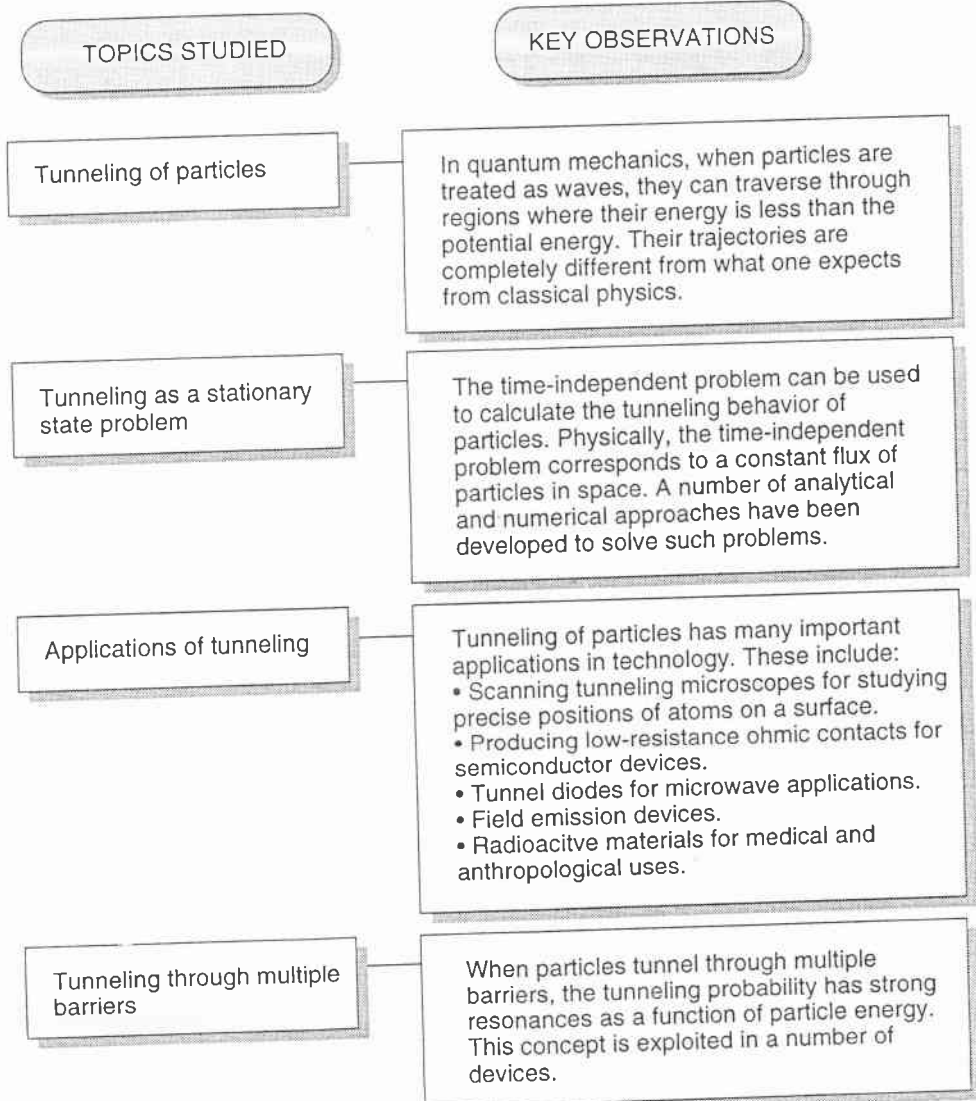 TOPICS STUDIED
KEY OBSERVATIONS
Tunneling of particles
In quantum mechanics, when particles are
treated as waves, they can traverse through
regions where their energy is less than the
potential energy. Their trajectories are
completely different from what one expects
from classical physics.
Tunneling as a stationary
state problem
The time-independent problem can be used
to calculate the tunneling behavior of
particles. Physically, the time-independent
problem corresponds to a constant flux of
particles in space. A number of analytical
and numerical approaches have been
developed to solve such problems.
Applications of tunneling
Tunneling of particles has many important
applications in technology. These include:
• Scanning tunneling microscopes for studying
precise positions of atoms on a surface.
• Producing low-resistance ohmic contacts for
semiconductor devices.
• Tunnel diodes for microwave applications.
• Field emission devices.
• Radioacitve materials for medical and
anthropological uses.
Tunneling through multiple
barriers
When particles tunnel through multiple
barriers, the tunneling probability has strong
resonances as a function of particle energy.
This concept is exploited in a number of
devices.